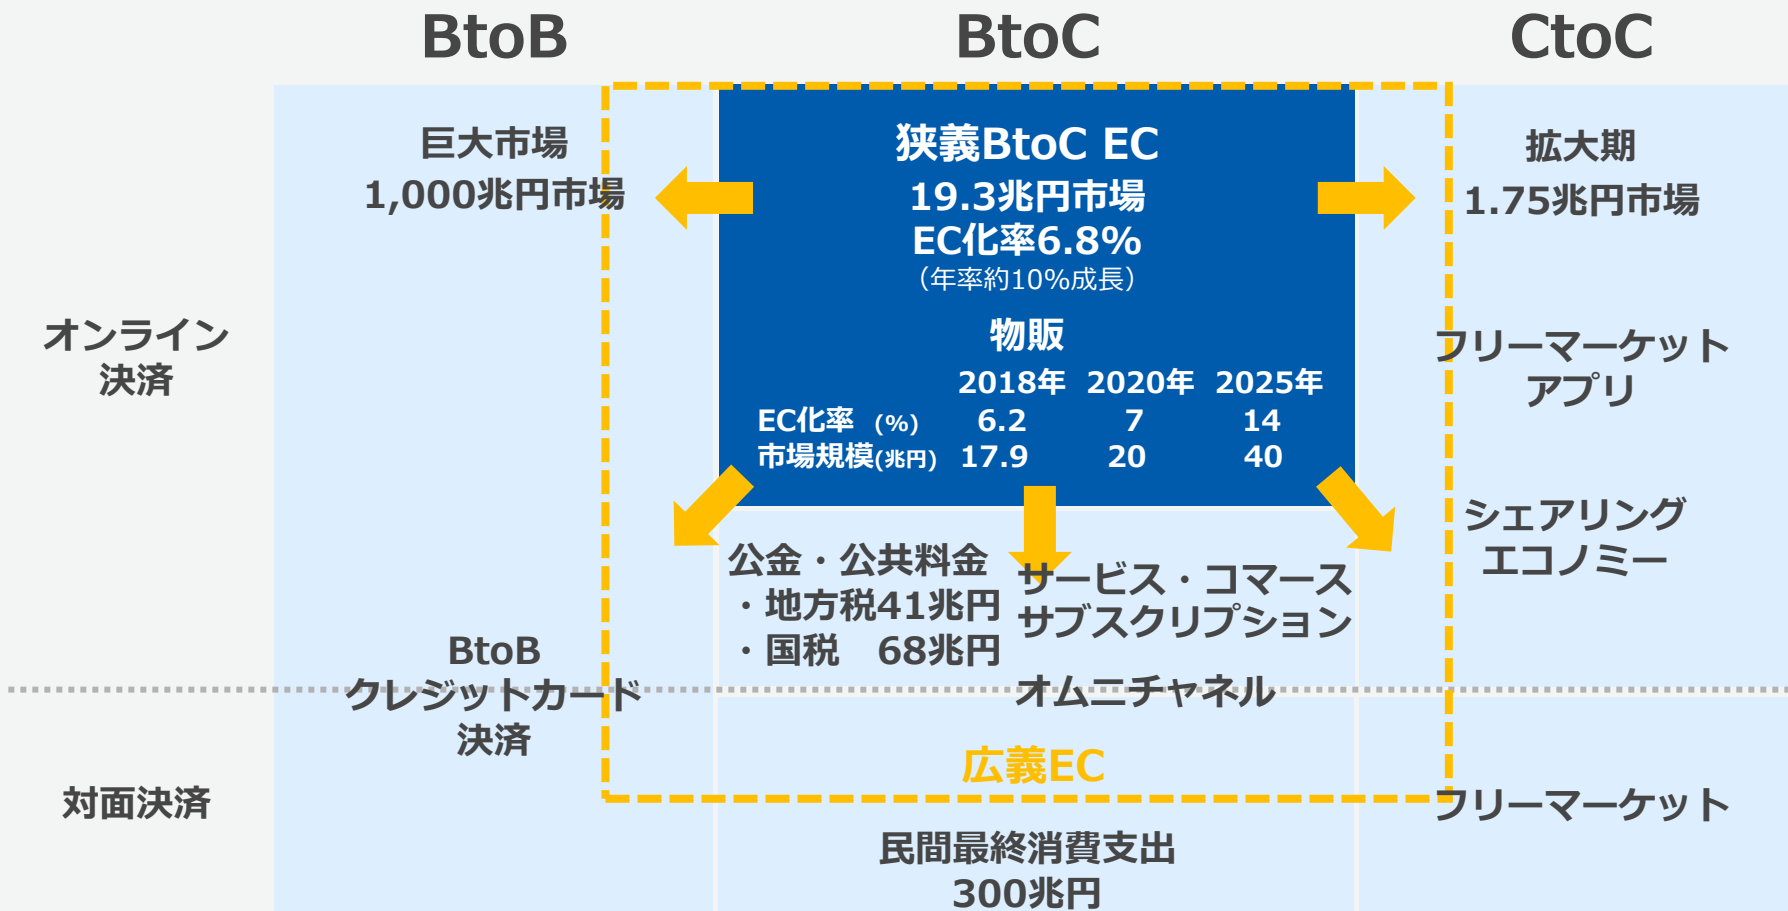 BtoB
BtoC
CtoC
巨大市場
1,000兆円市場
狭義BtoC EC
19.3兆円市場
EC化率6.8%
（年率約10%成長）
物販
2018年 2020年 2025年
EC化率 (%) 6.2 7 14
市場規模(兆円) 17.9 20 40
拡大期
1.75兆円市場
オンライン
決済
フリーマーケット
アプリ
シェアリング
エコノミー
公金・公共料金
・地方税41兆円
・国税　68兆円
サービス・コマース
サブスクリプション
BtoB
クレジットカード
決済
オムニチャネル
広義EC
対面決済
フリーマーケット
民間最終消費支出
300兆円